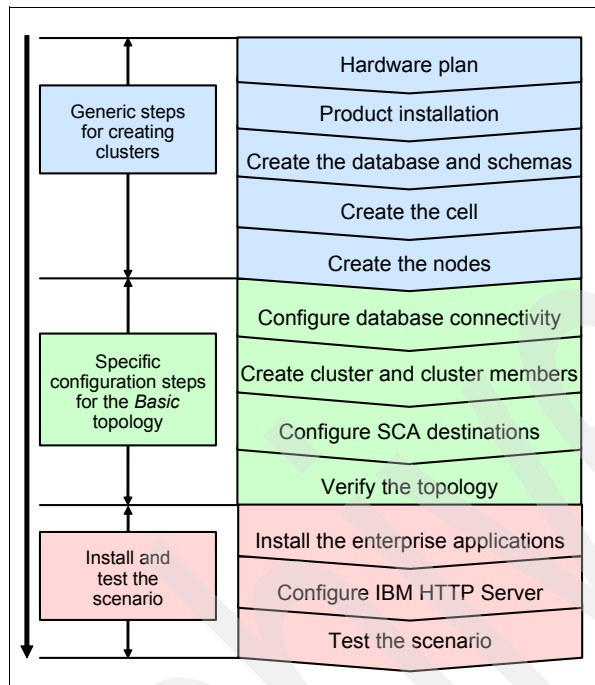 Hardware plan
Generic steps
for creating
clusters
Product installation
Create the database and schemas
Create the cell
Create the nodes
Configure database connectivity
Specific
configuration steps
for the Basic
topology
Create cluster and cluster members
Configure SCA destinations
Verify the topology
Install and
test the
scenario
Install the enterprise applications
Configure IBM HTTP Server
Test the scenario